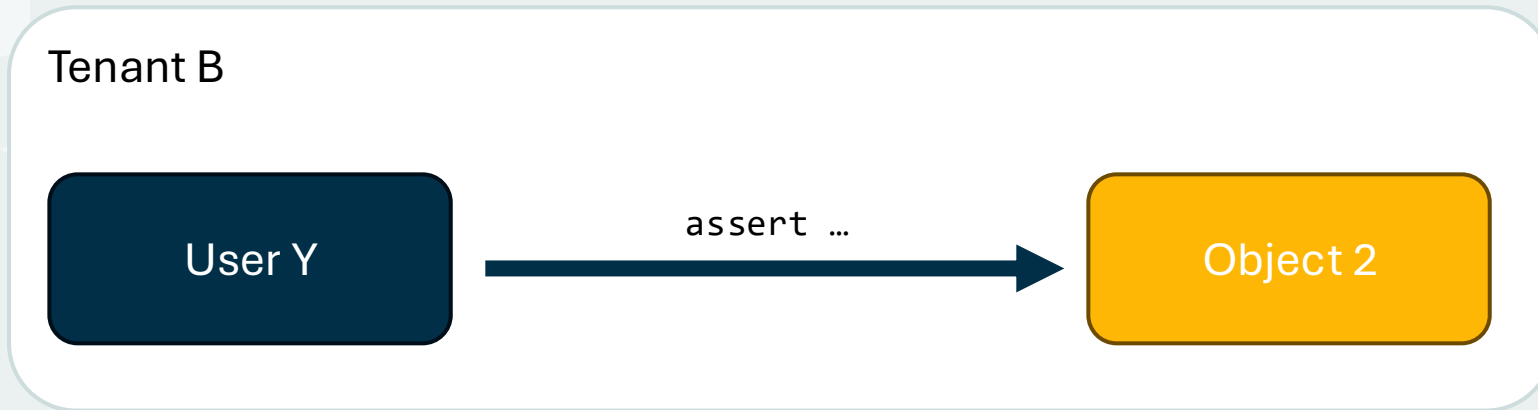 Tenant B
assert …
User Y
Object 2